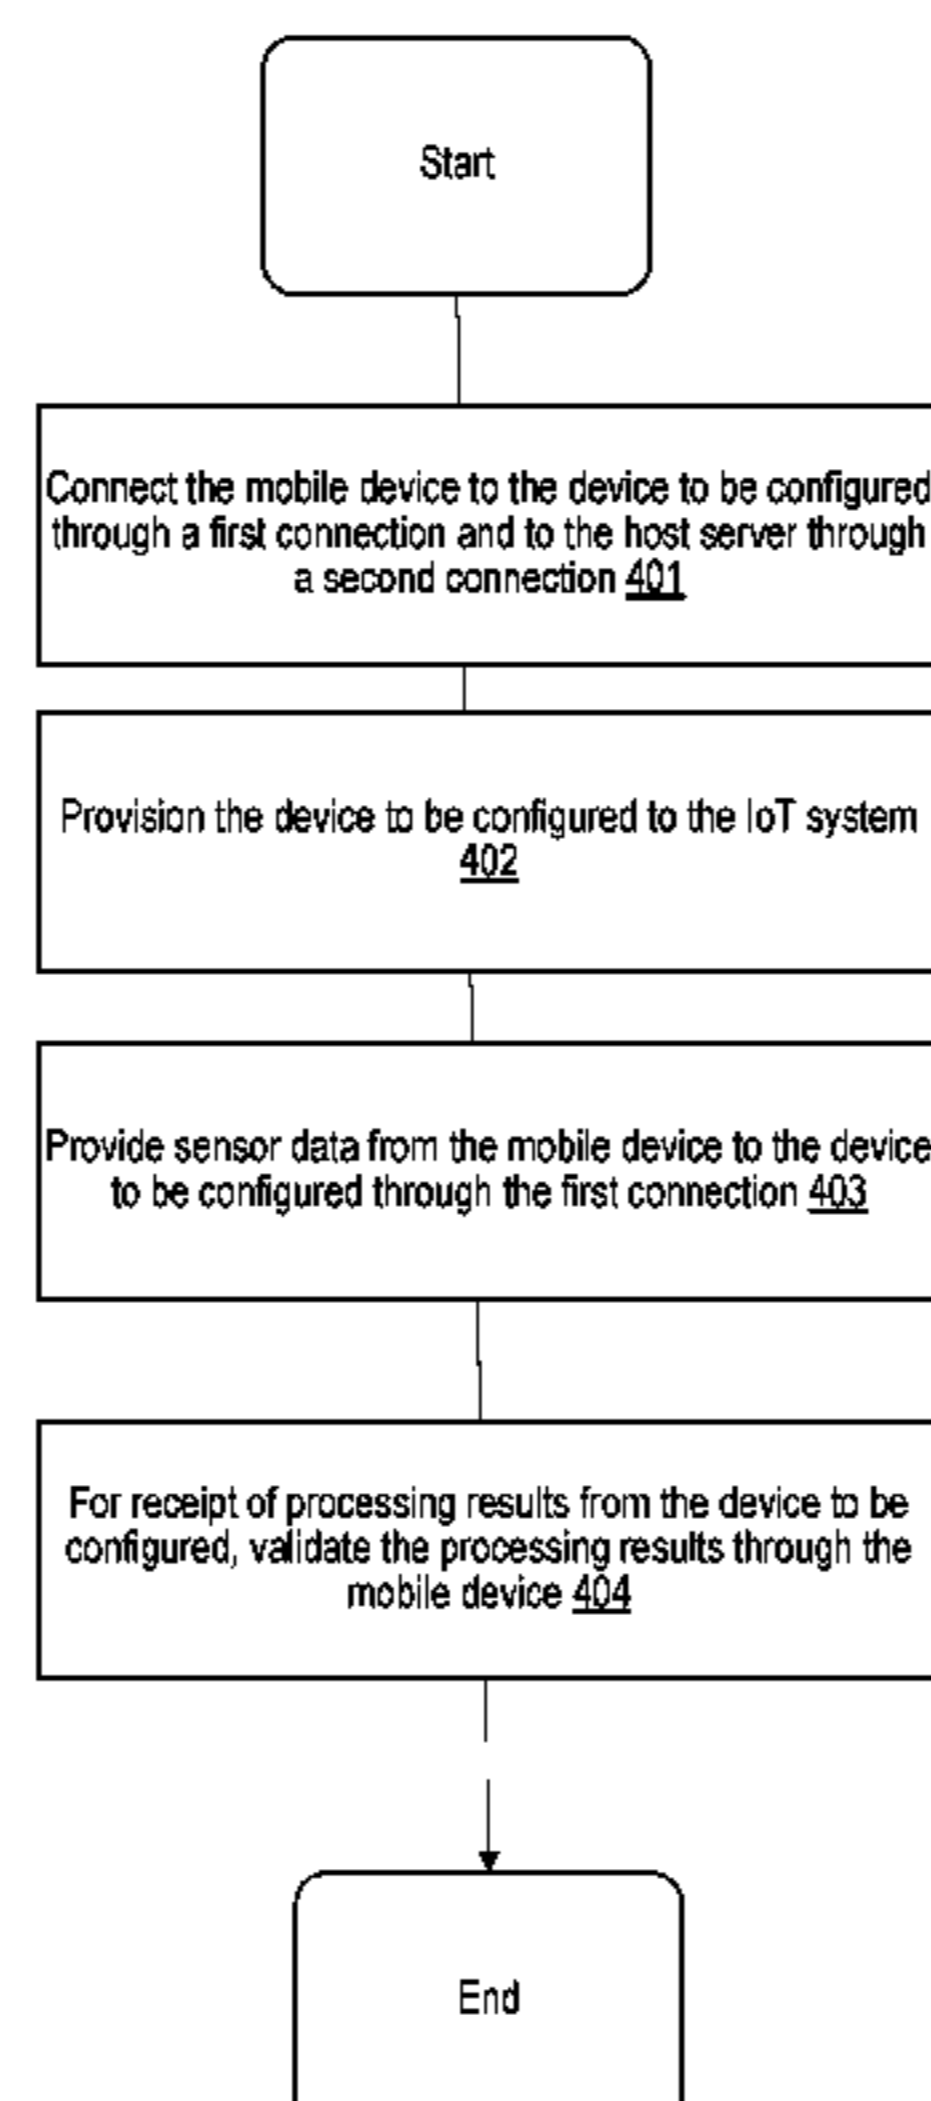 Start
Connect the mobile device to the device to be configured
through a first connection and to the host server through
a second connection 401
Provision the device to be configured to the IoT system
402
Provide sensor data from the mobile device to the device
to be configured through the first connection 403
For receipt of processing results from the device to be
configured, validate the processing results through the
mobile device 404
End